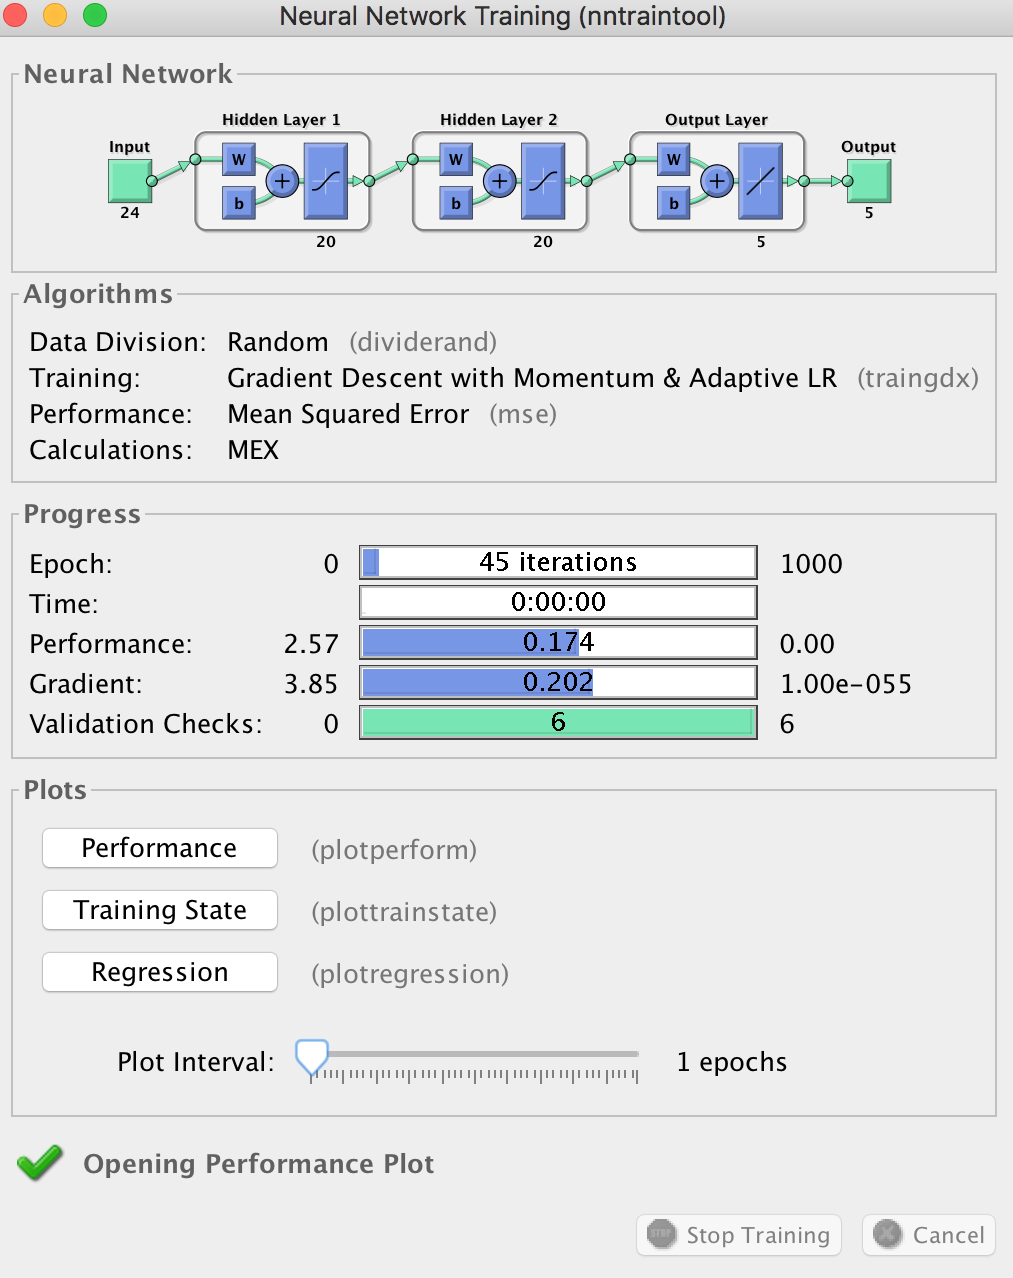 Neural Network Training (nntraintool)
Neural Network
Hidden Layer 1 Hidden Layer 2 Output Layer
Input Output
W W W
+ + +
b b b
24 5
20 20 5
Algorithms
Data Division: Random (dividerand)
Training: Gradient Descent with Momentum & Adaptive LR (traingdx)
Performance: Mean Squared Error (mse)
Calculations: MEX
Progress
Epoch: 0 45 iterations 1000
Time: 0:00:00
Performance: 2.57 0.174 0.00
Gradient: 3.85 0.202 1.00e-055
Validation Checks: 0 6 6
Plots
Performance (plotperform)
Training State (plottrainstate)
Regression (plotregression)
Plot Interval: 1 epochs
Opening Performance Plot
STOP Stop Training Cancel